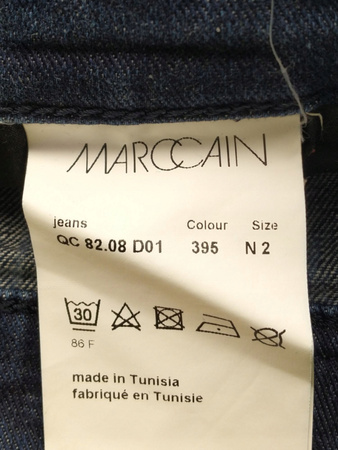 MARCCAIN
jeans Colour Size
QC 82.08 D01 395 N 2
30
86 F
made in Tunisia
fabriqué en Tunisie